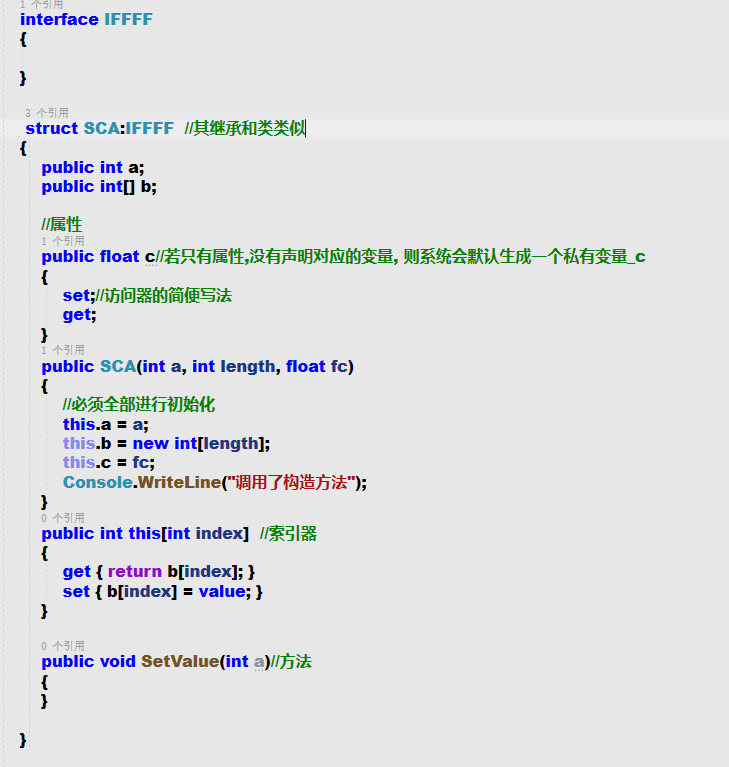 1 个引用
interface IFFFF
{
}
3 个引用
struct SCA:IFFFF //其继承和类类似
{
public int a;
public int[] b;
//属性
1 个引用
public float c//若只有属性,没有声明对应的变量, 则系统会默认生成一个私有变量_c
{
set;//访问器的简便写法
get;
}
1 个引用
public SCA(int a, int length, float fc)
{
//必须全部进行初始化
this.a = a;
this.b = new int[length];
this.c = fc;
Console.WriteLine("调用了构造方法");
}
0 个引用
public int this[int index] //索引器
{
get { return b[index]; }
set { b[index] = value; }
}
0 个引用
public void SetValue(int a)//方法
{
}
}